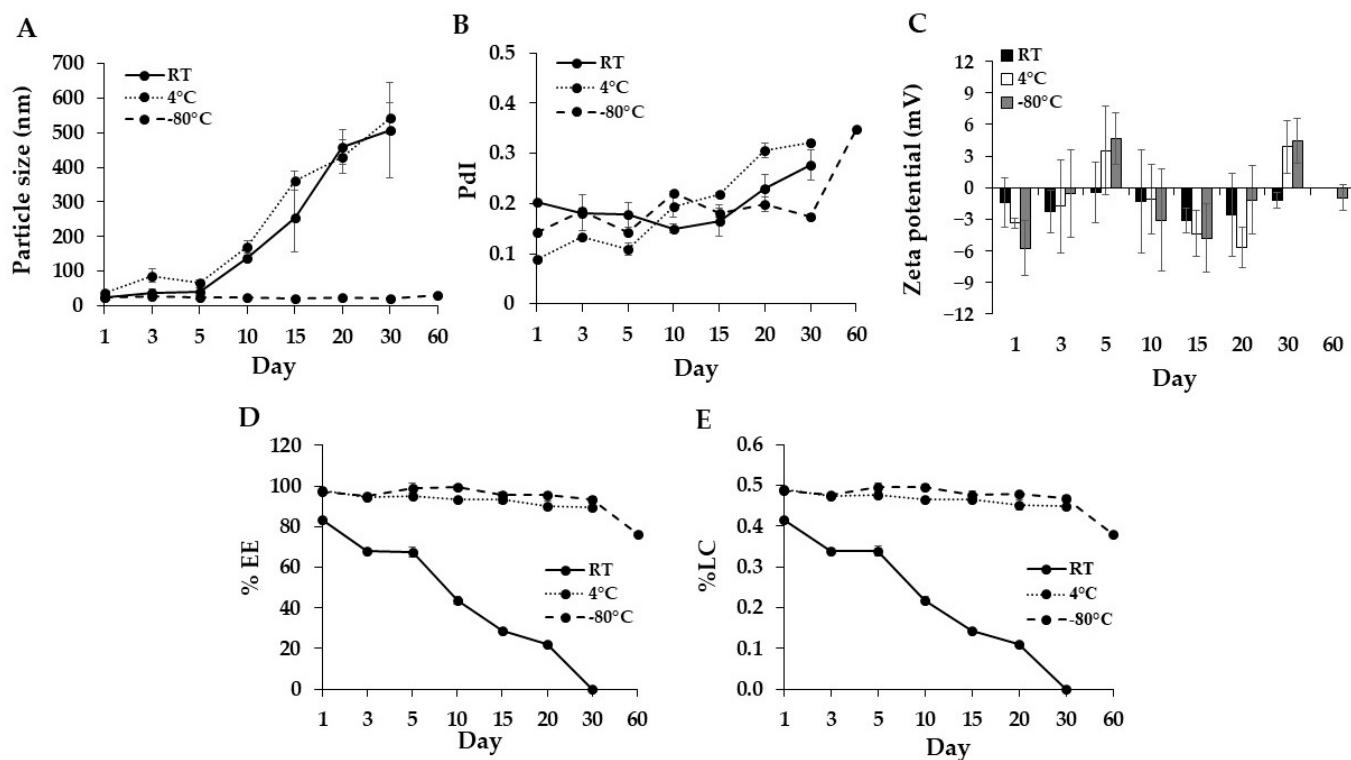 A
Particle size (nm)
700
600
500
400
300
200
100
0
RT
4°C
-80°C
1 3 5 10 15 20 30 60
Day
B
PdI
0.5
0.4
0.3
0.2
0.1
0
RT
4°C
-80°C
1 3 5 10 15 20 30 60
Day
C
Zeta potential (mV)
12
9
6
3
0
−3
−6
−9
−12
RT
4°C
-80°C
1 3 5 10 15 20 30 60
Day
D
% EE
120
100
80
60
40
20
0
RT
4°C
-80°C
1 3 5 10 15 20 30 60
Day
E
%LC
0.6
0.5
0.4
0.3
0.2
0.1
0.0
RT
4°C
-80°C
1 3 5 10 15 20 30 60
Day